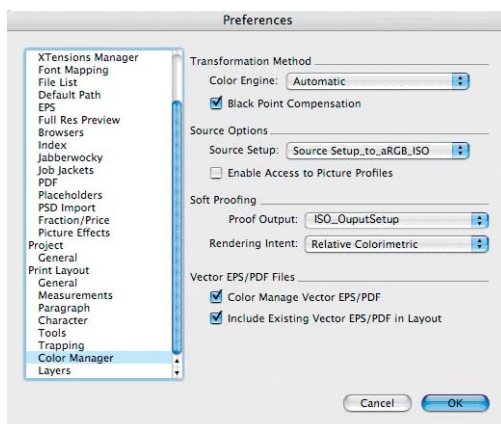 Preferences
XTensions Manager
Font Mapping
File List
Default Path
EPS
Full Res Preview
Browsers
Index
Jabberwocky
Job Jackets
PDF
Placeholders
PSD Import
Fraction/Price
Picture Effects
Project
General
Print Layout
General
Measurements
Paragraph
Character
Tools
Trapping
Color Manager
Layers
Transformation Method
Color Engine: Automatic
Black Point Compensation
Source Options
Source Setup: Source Setup_to_aRGB_ISO
Enable Access to Picture Profiles
Soft Proofing
Proof Output: ISO_OuputSetup
Rendering Intent: Relative Colorimetric
Vector EPS/PDF Files
Color Manage Vector EPS/PDF
Include Existing Vector EPS/PDF in Layout
Cancel
OK